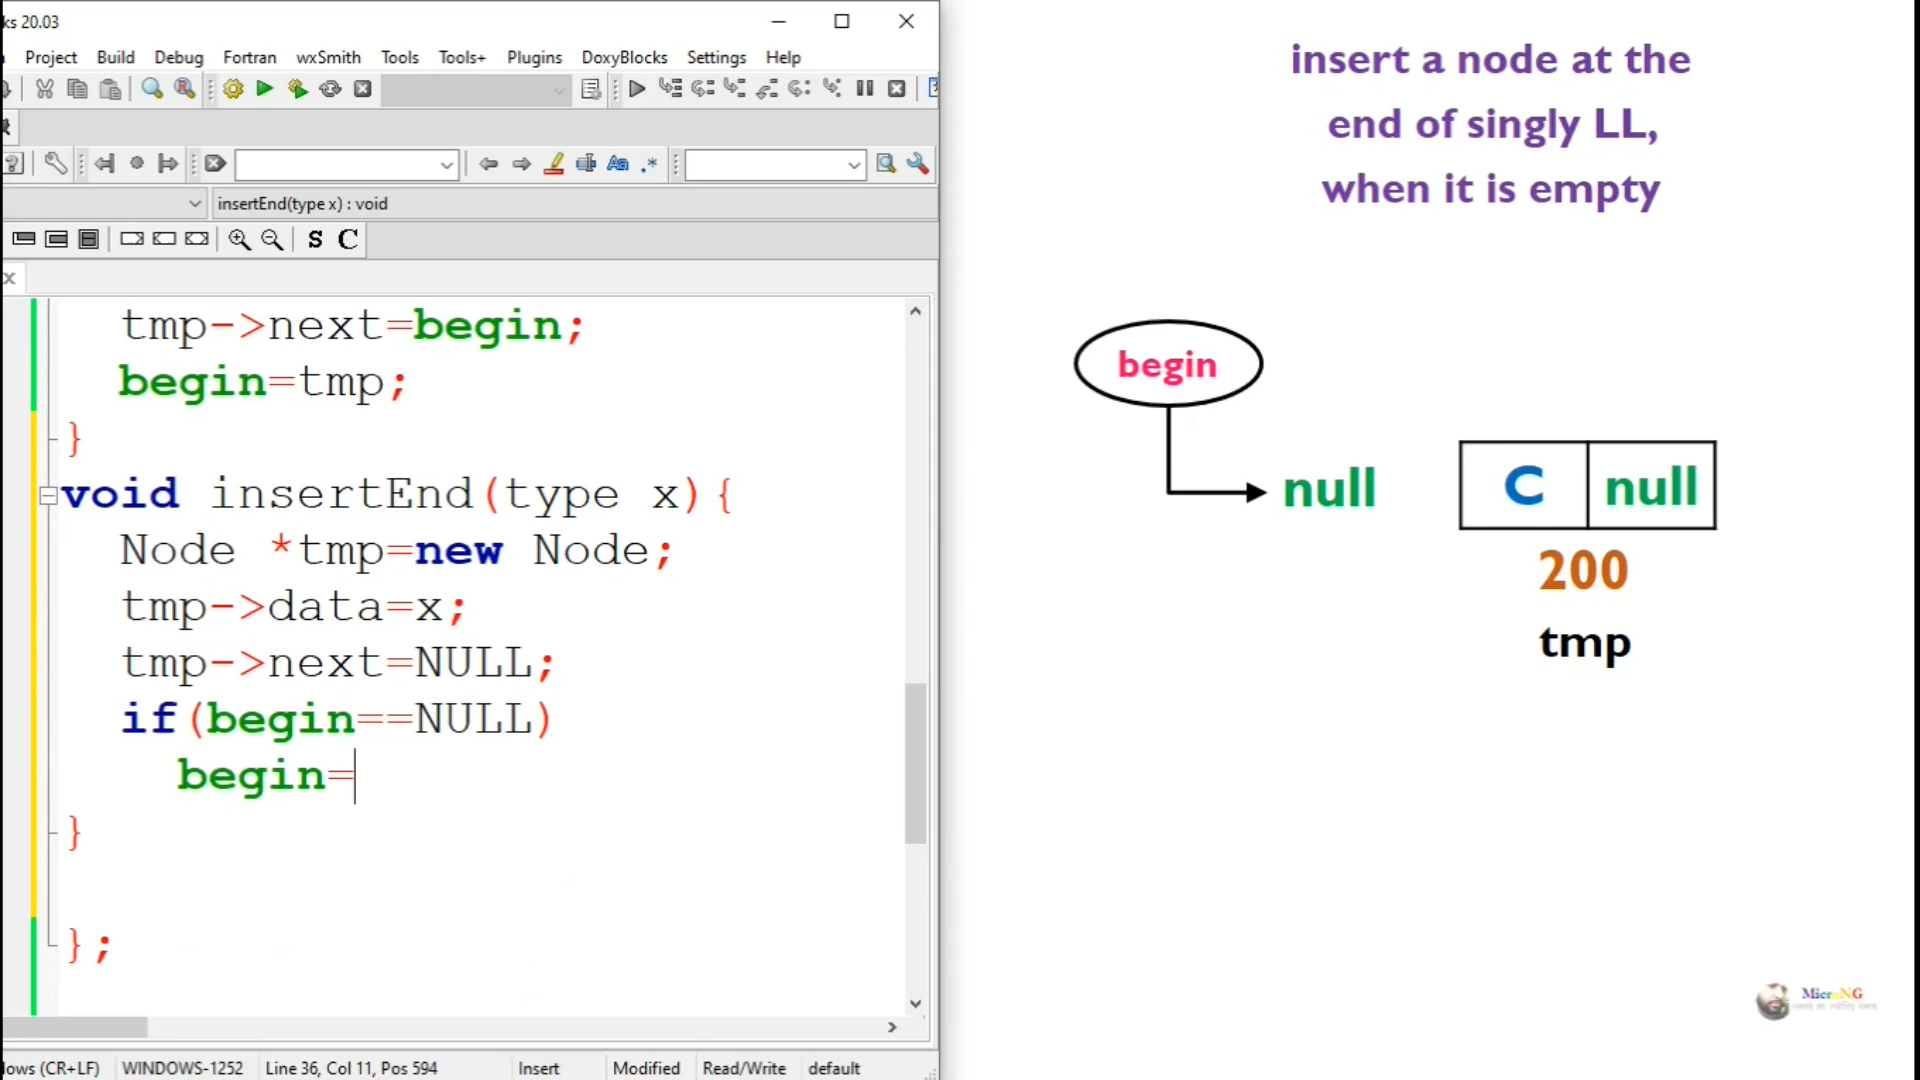 ks 20.03
Project Build Debug Fortran wxSmith Tools Tools+ Plugins DoxyBlocks Settings Help
insertEnd(type x) : void
S C
tmp->next=begin;
begin=tmp;
}
void insertEnd(type x){
Node *tmp=new Node;
tmp->data=x;
tmp->next=NULL;
if(begin==NULL)
begin=
}
};
lows (CR+LF) WINDOWS-1252 Line 36, Col 11, Pos 594 Insert Modified Read/Write default
insert a node at the
end of singly LL,
when it is empty
begin
null
C null
200
tmp
MicroNG